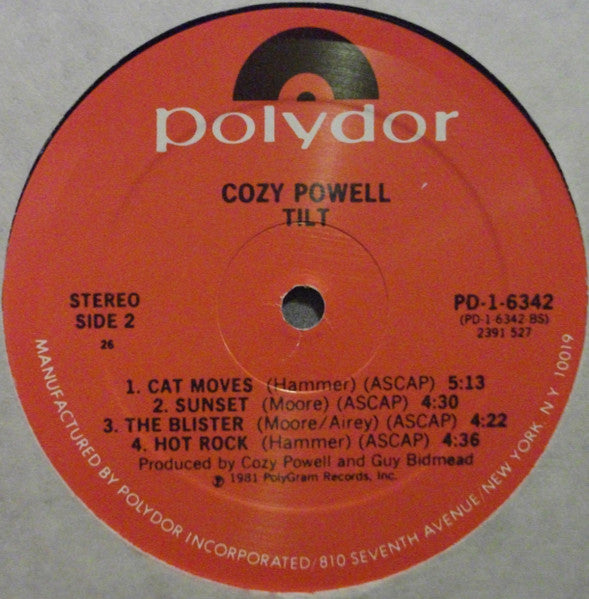 polydor
COZY POWELL
TILT
STEREO
SIDE 2
26
PD-1-6342
(PD-1-6342 BS)
2391 527
1. CAT MOVES (Hammer) (ASCAP) 5:13
2. SUNSET (Moore) (ASCAP) 4:30
3. THE BLISTER (Moore/Airey) (ASCAP) 4:22
4. HOT ROCK (Hammer) (ASCAP) 4:36
Produced by Cozy Powell and Guy Bidmead
℗ 1981 PolyGram Records, Inc.
MANUFACTURED BY POLYDOR INCORPORATED/810 SEVENTH AVENUE/NEW YORK, N Y 10019